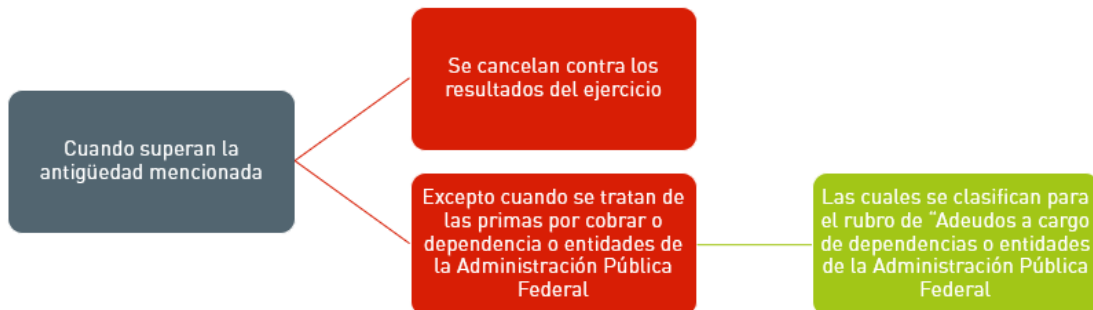 Cuando superan la
antigüedad mencionada
Se cancelan contra los
resultados del ejercicio
Excepto cuando se tratan de
las primas por cobrar o
dependencia o entidades de
la Administración Pública
Federal
Las cuales se clasifican para
el rubro de “Adeudos a cargo
de dependencias o entidades
de la Administración Pública
Federal